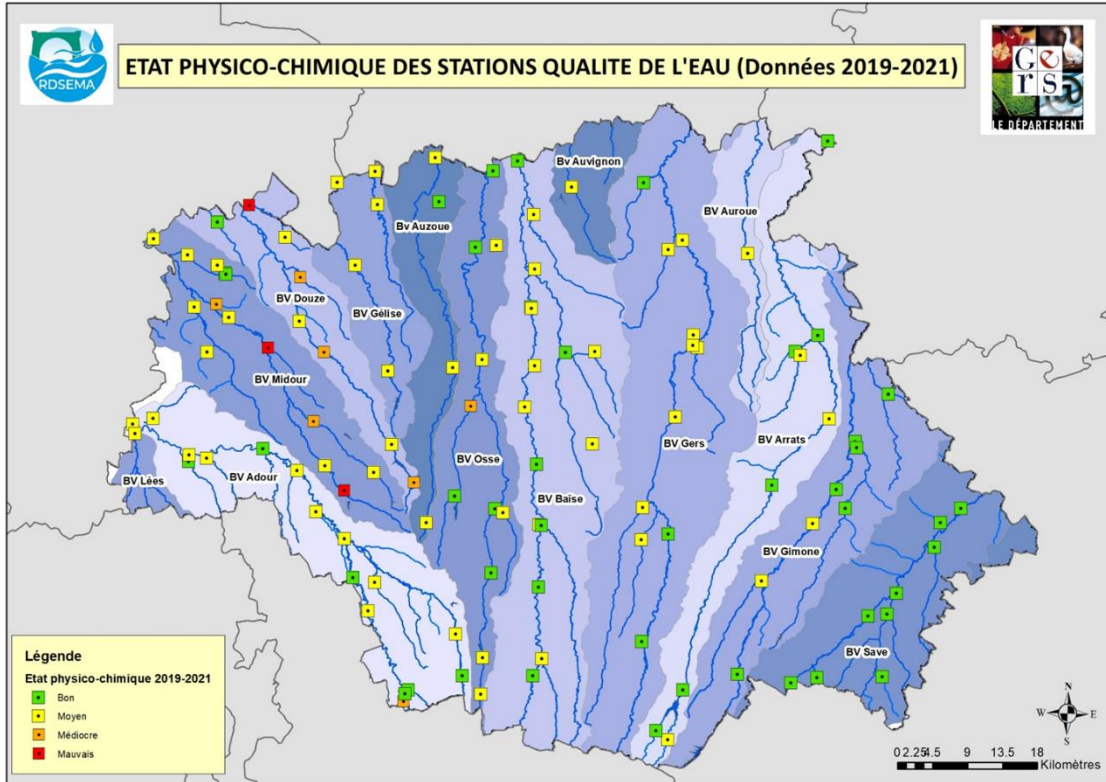 RDSEMA
ETAT PHYSICO-CHIMIQUE DES STATIONS QUALITE DE L'EAU (Données 2019-2021)
Gers
LE DÉPARTEMENT
Bv Auvignon
BV Auroue
Bv Auzoue
BV Douze
BV Gélise
BV Midour
BV Arrats
BV Gers
BV Osse
BV Lées
BV Adour
BV Baïse
BV Gimone
BV Save
Légende
Etat physico-chimique 2019-2021
Bon
Moyen
Médiocre
Mauvais
N
W E
S
0 2.25 4.5 9 13.5 18
Kilomètres